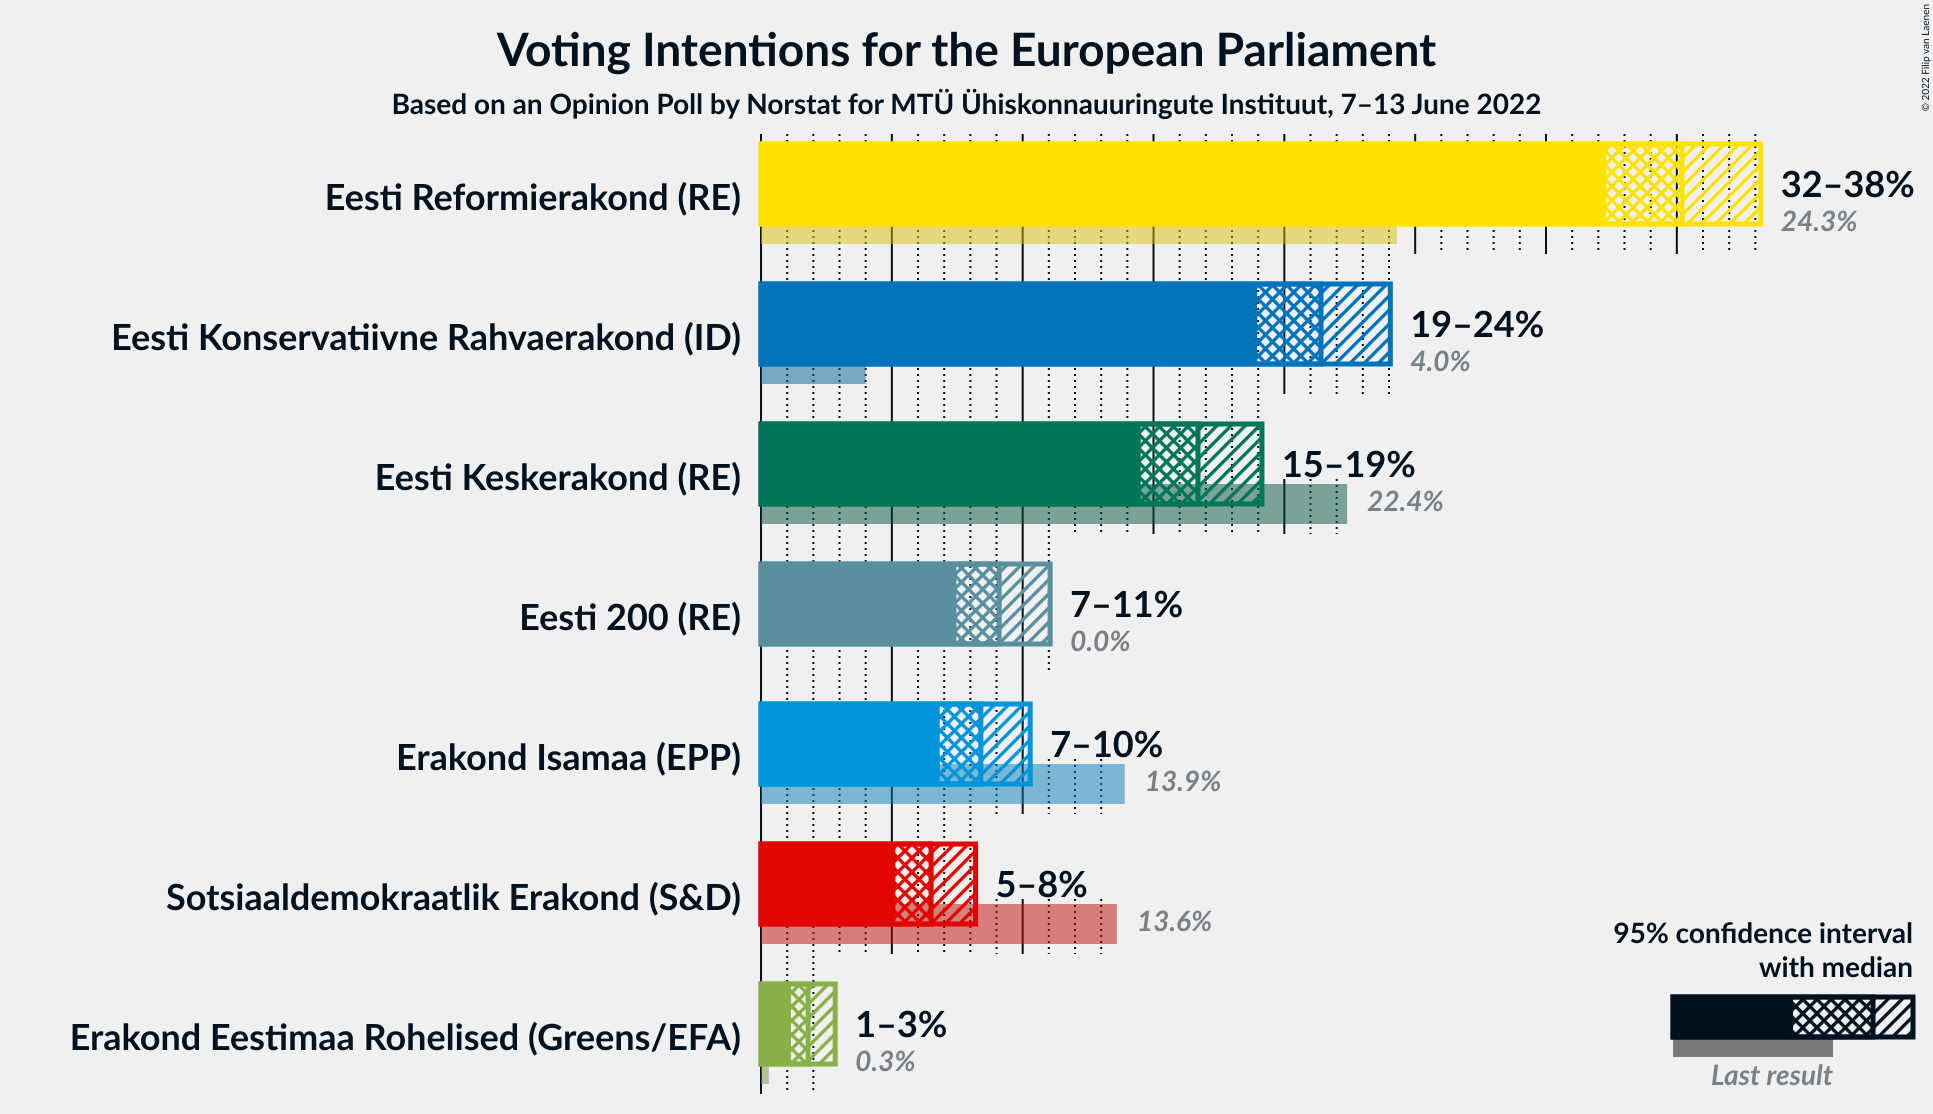 Voting Intentions for the European Parliament
Based on an Opinion Poll by Norstat for MTÜ Ühiskonnauuringute Instituut, 7–13 June 2022
© 2022 Filip van Laenen
Eesti Reformierakond (RE)
32–38%
24.3%
Eesti Konservatiivne Rahvaerakond (ID)
19–24%
4.0%
Eesti Keskerakond (RE)
15–19%
22.4%
Eesti 200 (RE)
7–11%
0.0%
Erakond Isamaa (EPP)
7–10%
13.9%
Sotsiaaldemokraatlik Erakond (S&D)
5–8%
13.6%
Erakond Eestimaa Rohelised (Greens/EFA)
1–3%
0.3%
95% confidence interval
with median
Last result